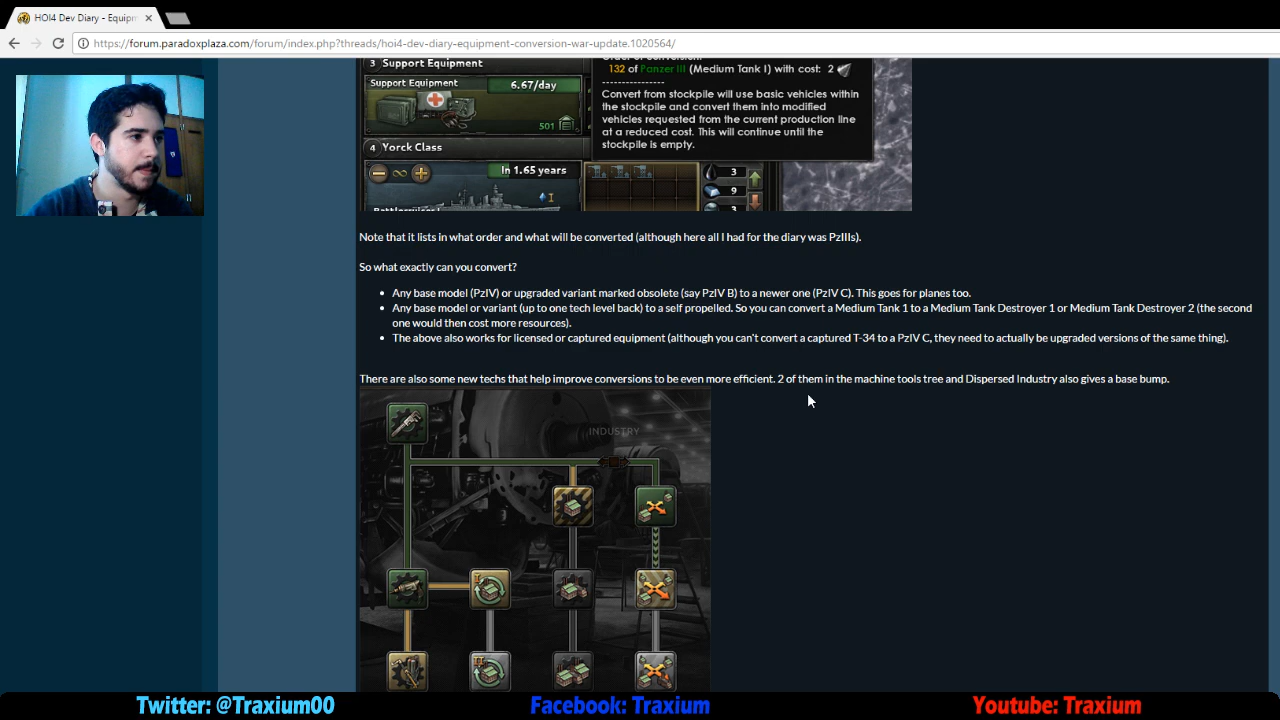 HOI4 Dev Diary - Equipm
https://forum.paradoxplaza.com/forum/index.php?threads/hoi4-dev-diary-equipment-conversion-war-update.1020564/
3 Support Equipment
Support Equipment
6.67/day
501
4 Yorck Class
In 1.65 years
I
3
9
3
132 of Panzer III (Medium Tank I) with cost: 2
--------------
Convert from stockpile will use basic vehicles within
the stockpile and convert them into modified
vehicles requested from the current production line
at a reduced cost. This will continue until the
stockpile is empty.
Note that it lists in what order and what will be converted (although here all I had for the diary was PzIIIs).
So what exactly can you convert?
• Any base model (PzIV) or upgraded variant marked obsolete (say PzIV B) to a newer one (PzIV C). This goes for planes too.
• Any base model or variant (up to one tech level back) to a self propelled. So you can convert a Medium Tank 1 to a Medium Tank Destroyer 1 or Medium Tank Destroyer 2 (the second
one would then cost more resources).
• The above also works for licensed or captured equipment (although you can't convert a captured T-34 to a PzIV C, they need to actually be upgraded versions of the same thing).
There are also some new techs that help improve conversions to be even more efficient. 2 of them in the machine tools tree and Dispersed Industry also gives a base bump.
INDUSTRY
I
II
Twitter: @Traxium00
Facebook: Traxium
Youtube: Traxium